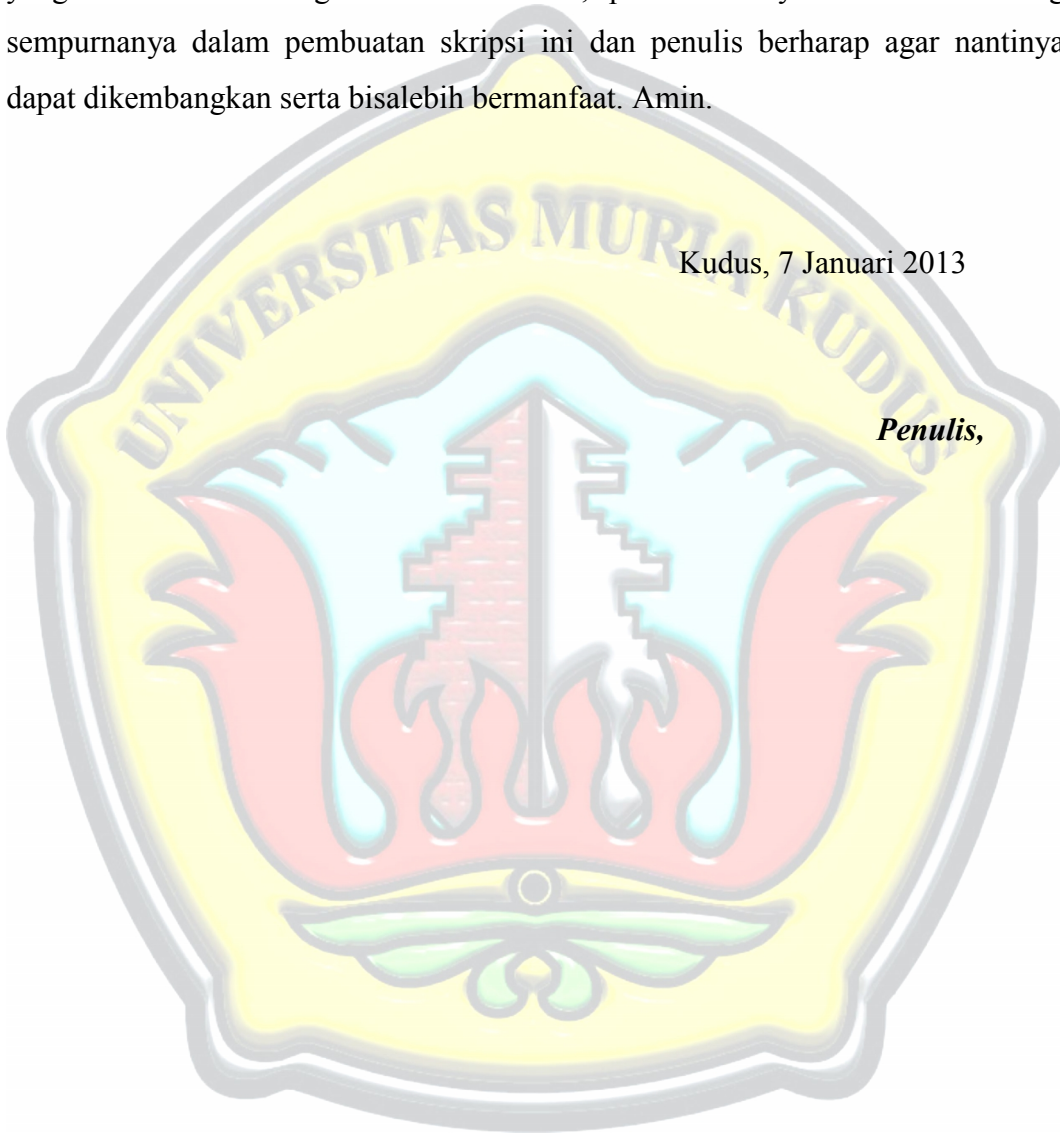 sempurnanya dalam pembuatan skripsi ini dan penulis berharap agar nantinya
dapat dikembangkan serta bisalebih bermanfaat. Amin.
UNIVERSITAS MURIA KUDUS
Kudus, 7 Januari 2013
Penulis,